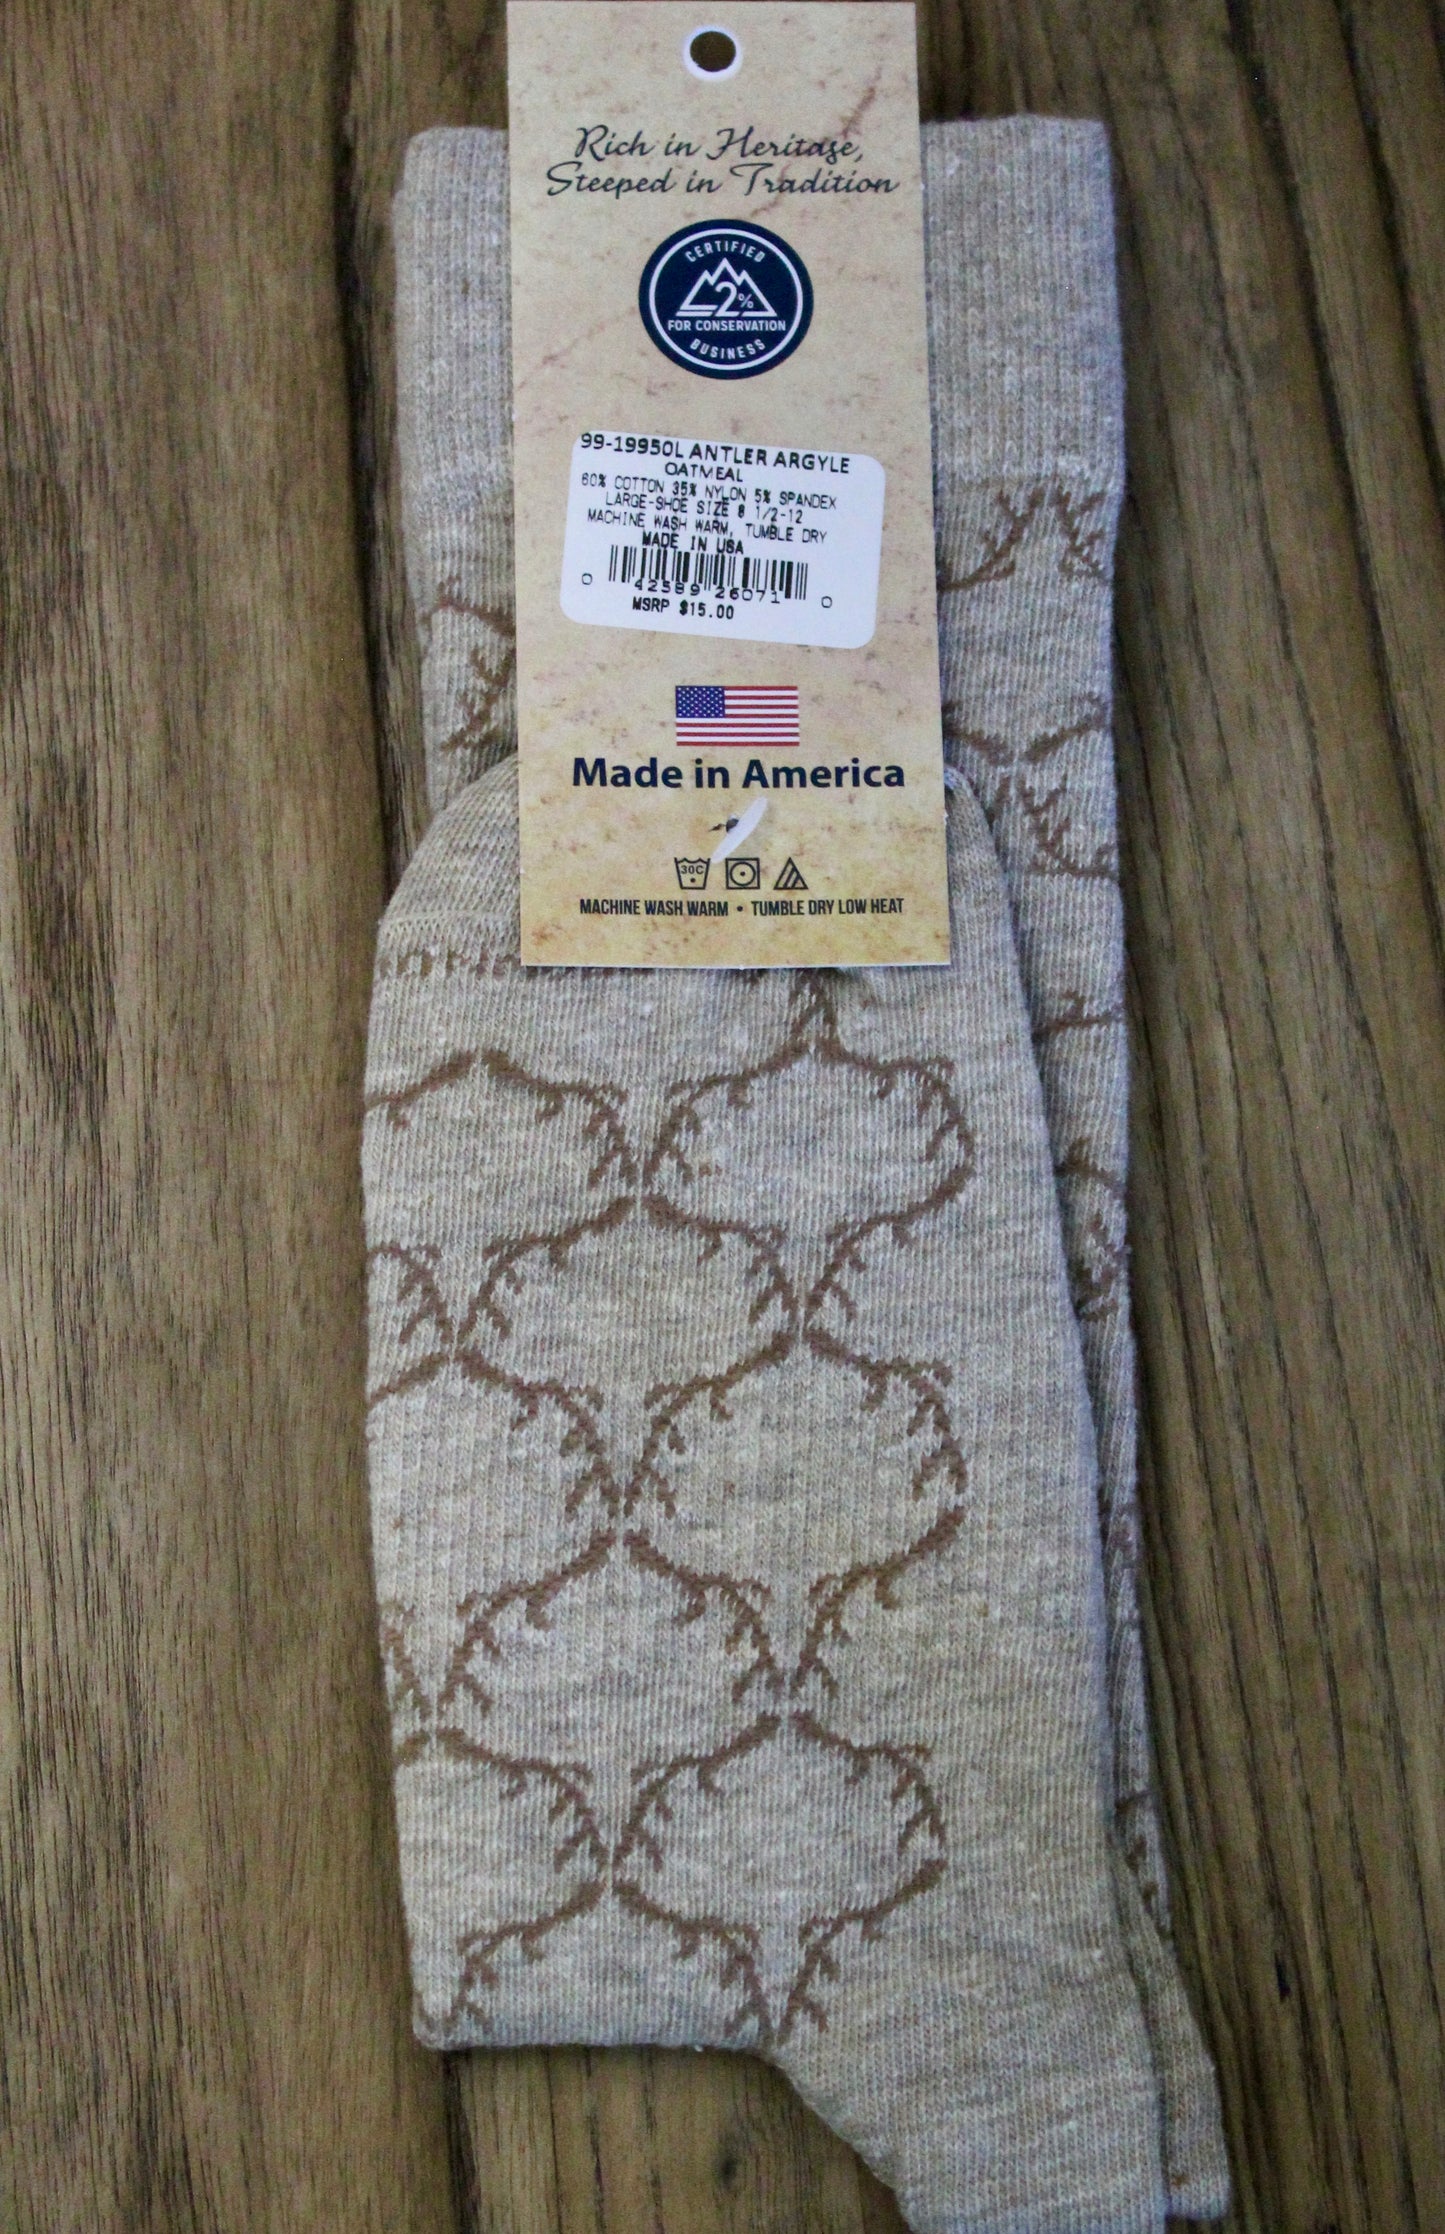 Rich in Heritage,
Steeped in Tradition
CERTIFIED
2%
FOR CONSERVATION
BUSINESS
99-19950L ANTLER ARGYLE
OATMEAL
60% COTTON 35% NYLON 5% SPANDEX
LARGE-SHOE SIZE 8 1/2-12
MACHINE WASH WARM, TUMBLE DRY
MADE IN USA
0 42589 26071 0
MSRP $15.00
Made in America
30C
MACHINE WASH WARM • TUMBLE DRY LOW HEAT